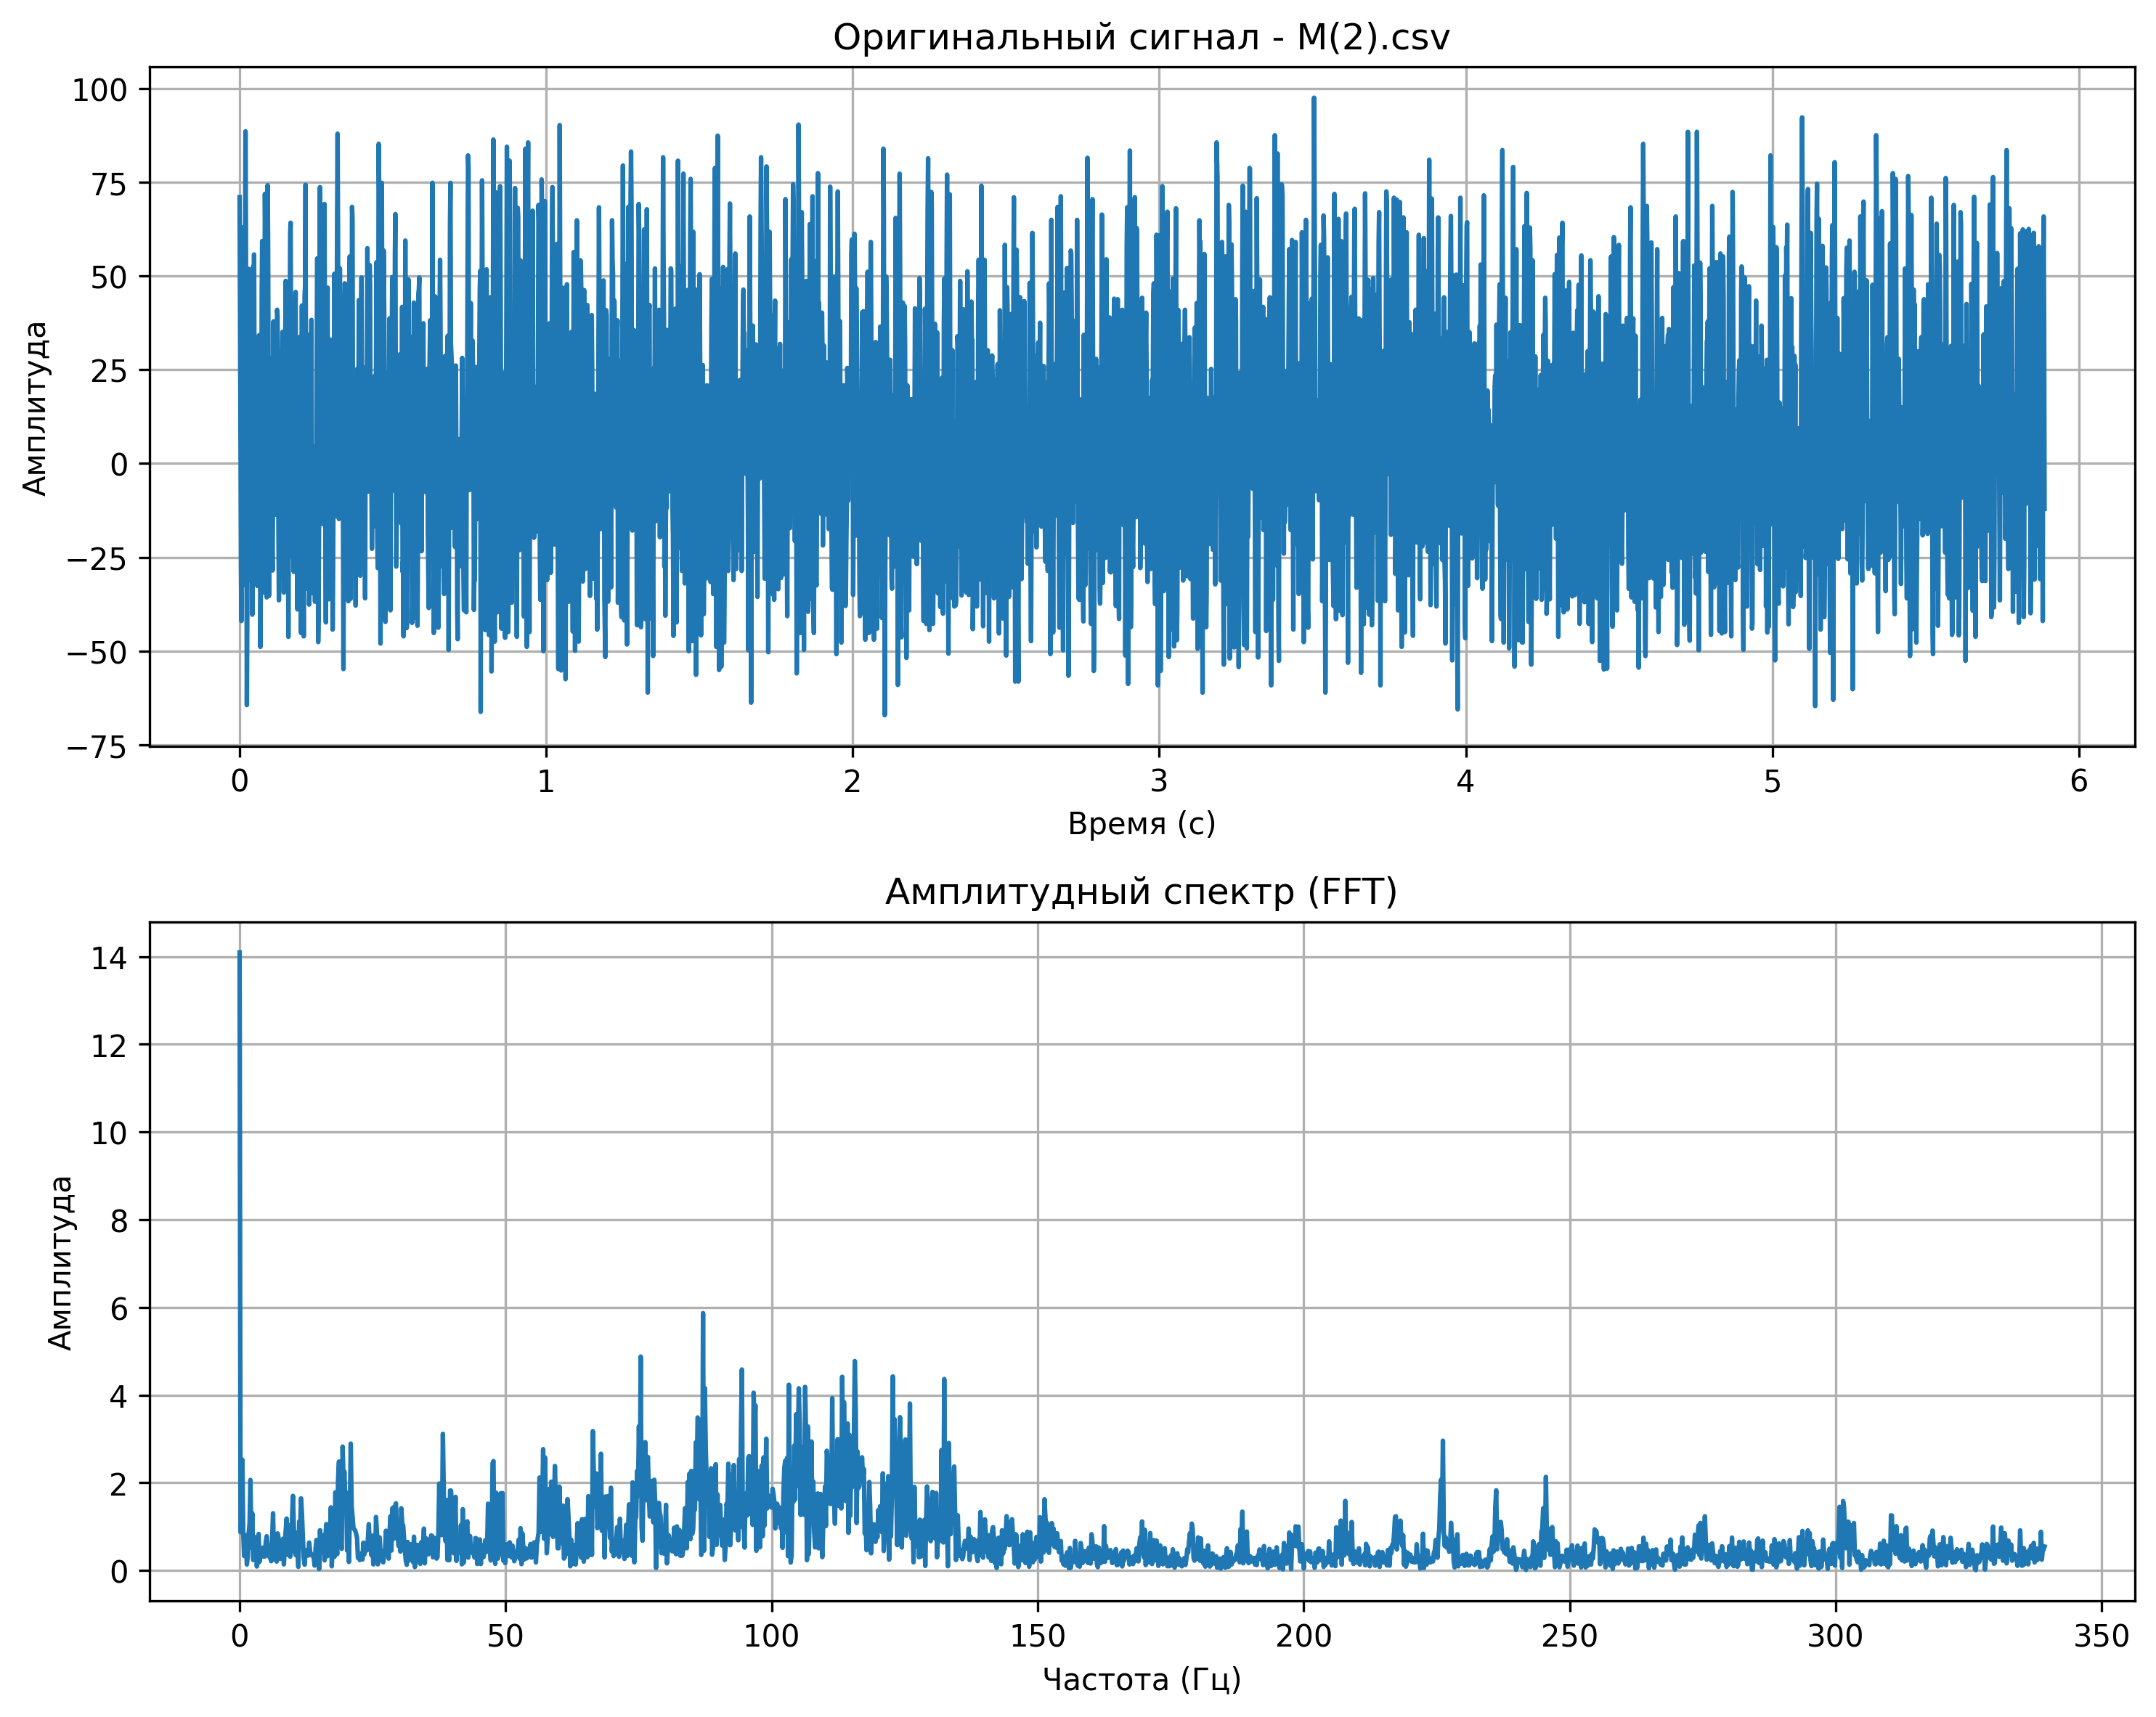 Оригинальный сигнал - M(2).csv
100
75
50
25
0
−25
−50
−75
Амплитуда
0 1 2 3 4 5 6
Время (с)
Амплитудный спектр (FFT)
14
12
10
8
6
4
2
0
Амплитуда
0 50 100 150 200 250 300 350
Частота (Гц)